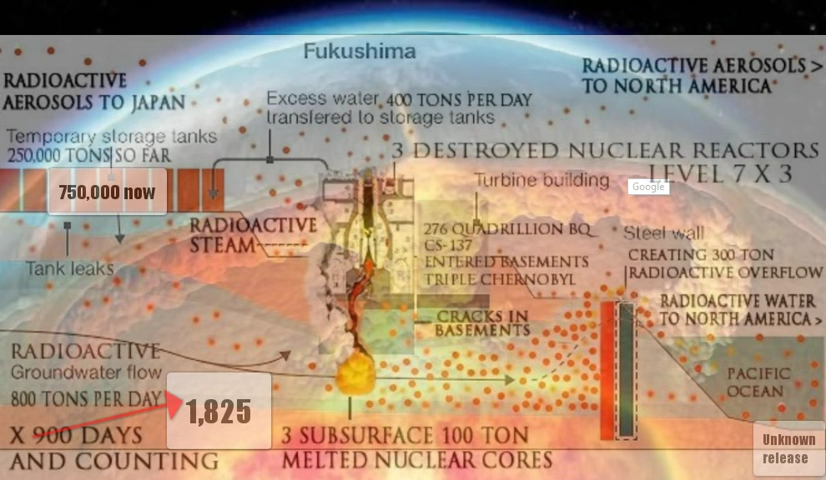 Fukushima
RADIOACTIVE
AEROSOLS TO JAPAN
RADIOACTIVE AEROSOLS >
TO NORTH AMERICA
Excess water 400 TONS PER DAY
transfered to storage tanks
Temporary storage tanks
250,000 TONS SO FAR
750,000 now
3 DESTROYED NUCLEAR REACTORS
LEVEL 7 X 3
Turbine building
Google
RADIOACTIVE
STEAM
276 QUADRILLION BQ
CS-137
ENTERED BASEMENTS
TRIPLE CHERNOBYL
Steel wall
CREATING 300 TON
RADIOACTIVE OVERFLOW
Tank leaks
RADIOACTIVE WATER
TO NORTH AMERICA >
CRACKS IN
BASEMENTS
RADIOACTIVE
Groundwater flow
800 TONS PER DAY
1,825
X 900 DAYS
AND COUNTING
3 SUBSURFACE 100 TON
MELTED NUCLEAR CORES
PACIFIC
OCEAN
Unknown
release